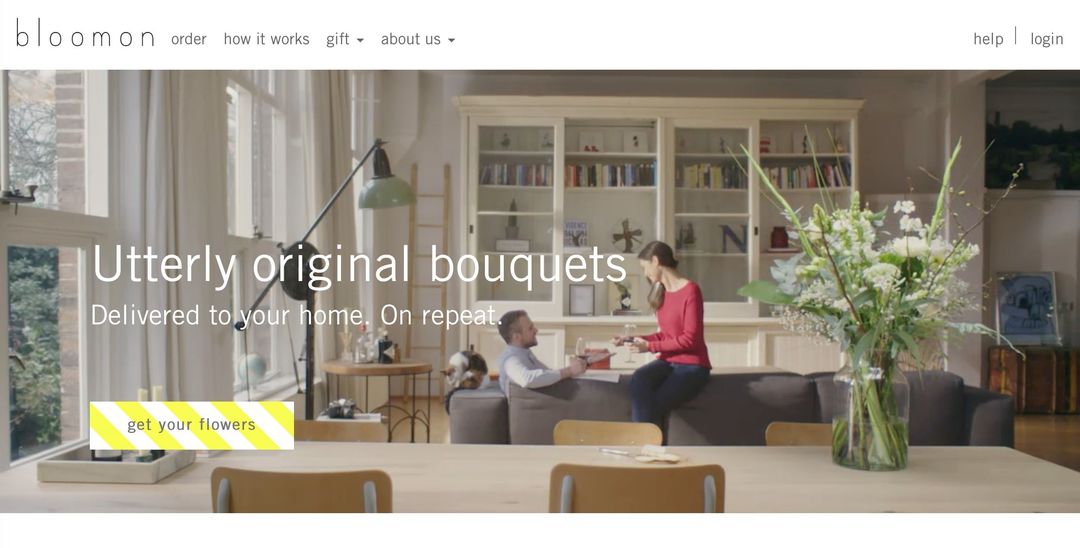 bloomon order how it works gift about us help login
Utterly original bouquets
Delivered to your home. On repeat.
get your flowers
N